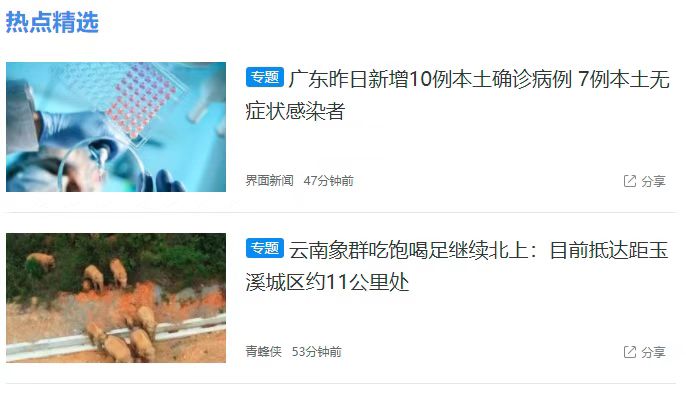 热点精选
专题 广东昨日新增10例本土确诊病例 7例本土无
症状感染者
界面新闻 47分钟前 分享
专题 云南象群吃饱喝足继续北上：目前抵达距玉
溪城区约11公里处
青峰侠 53分钟前 分享